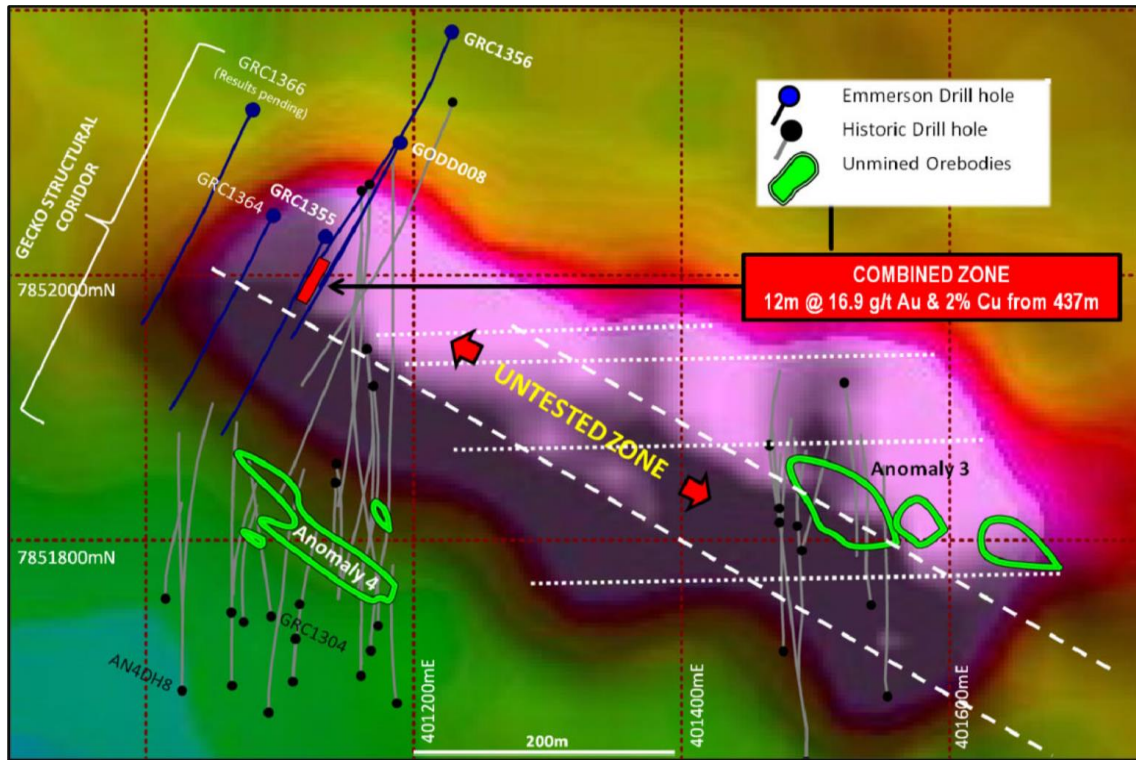 GRC1356
GRC1366
(Results pending)
GODD008
GRC1364
GRC1355
GECKO STRUCTURAL
CORIDOR
Emmerson Drill hole
Historic Drill hole
Unmined Orebodies
COMBINED ZONE
12m @ 16.9 g/t Au & 2% Cu from 437m
7852000mN
UNTESTED ZONE
Anomaly 3
7851800mN
Anomaly 4
GRC1304
AN4DH8
401200mE
401400mE
401600mE
200m